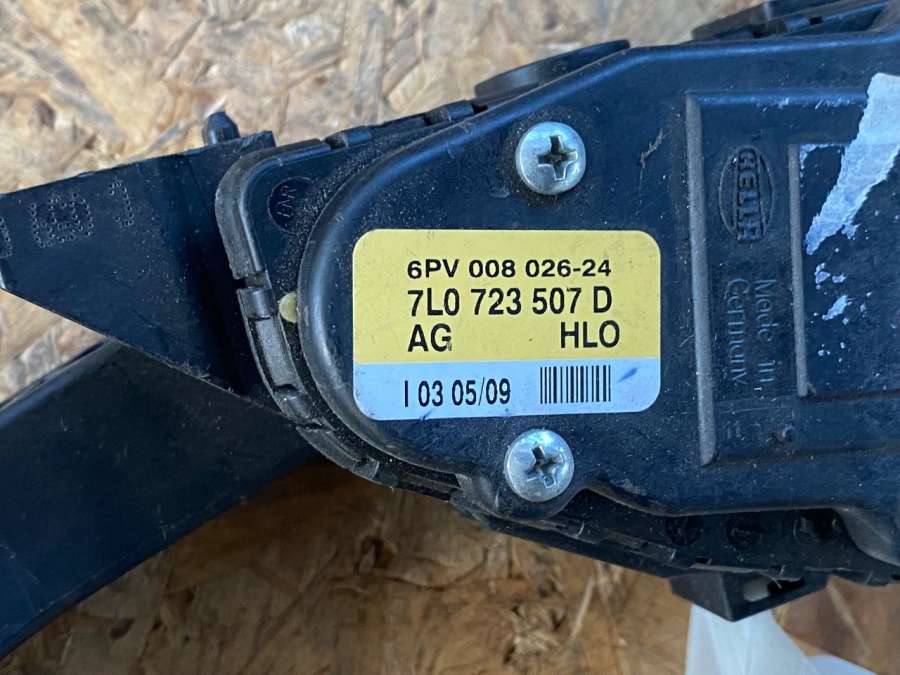 6PV 008 026-24
7L0 723 507 D
AG HLO
I 03 05/09
HELLA
Made in
Germany